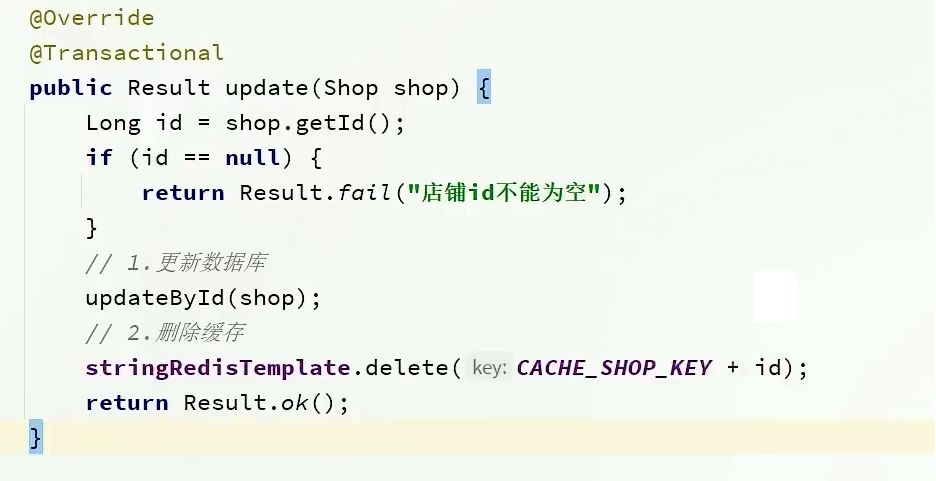 @Override
@Transactional
public Result update(Shop shop) {
Long id = shop.getId();
if (id == null) {
return Result.fail("店铺id不能为空");
}
// 1.更新数据库
updateById(shop);
// 2.删除缓存
stringRedisTemplate.delete( key: CACHE_SHOP_KEY + id);
return Result.ok();
}